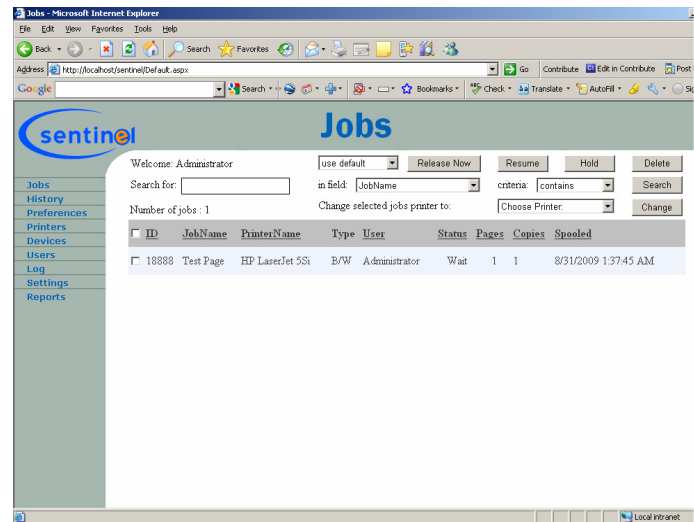 Jobs - Microsoft Internet Explorer
File Edit View Favorites Tools Help
Back Search Favorites
Address http://localhost/sentinel/Default.aspx Go Contribute Edit in Contribute Post
Google Search Bookmarks ABC Check Translate AutoFill
sentinel
Jobs
Welcome: Administrator use default Release Now Resume Hold Delete
Search for: in field: JobName criteria: contains Search
Number of jobs : 1 Change selected jobs printer to: Choose Printer: Change
Jobs
History
Preferences
Printers
Devices
Users
Log
Settings
Reports
ID JobName PrinterName Type User Status Pages Copies Spooled
18888 Test Page HP LaserJet 5Si B/W Administrator Wait 1 1 8/31/2009 1:37:45 AM
Local intranet